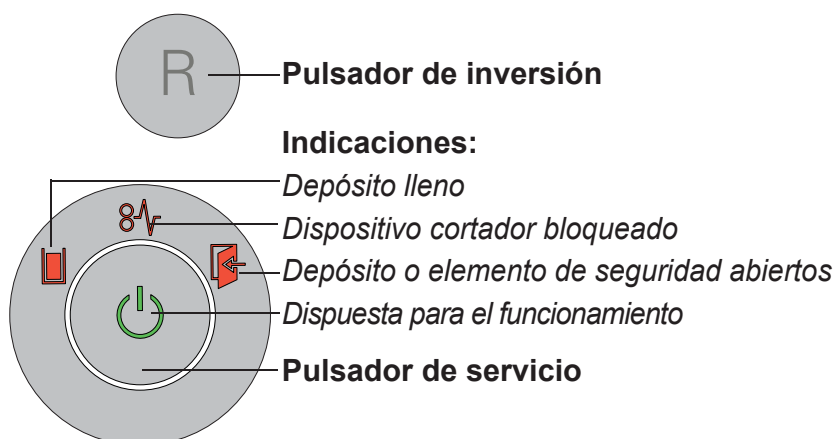 R
Pulsador de inversión
Indicaciones:
Depósito lleno
Dispositivo cortador bloqueado
Depósito o elemento de seguridad abiertos
Dispuesta para el funcionamiento
Pulsador de servicio